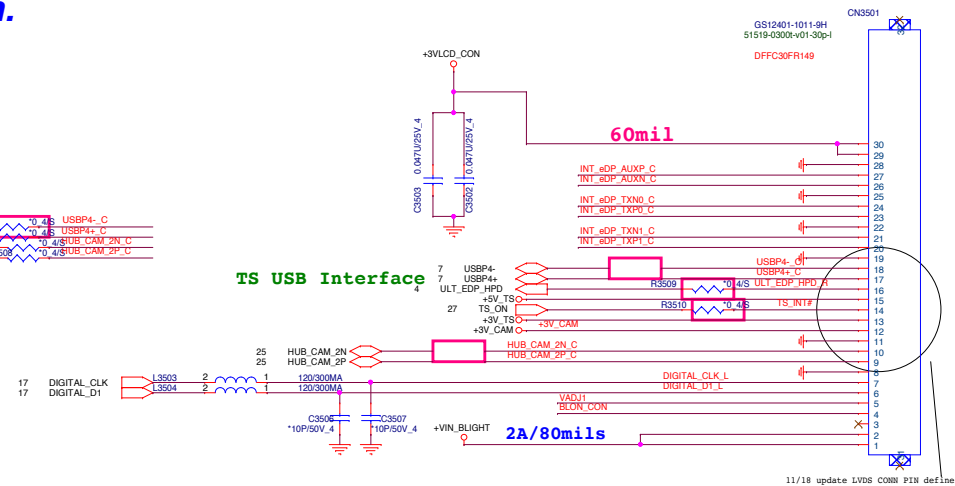 CN3501
GS12401-1011-9H
51519-0300t-v01-30p-l
DFFC30FR149
+3VLCD_CON
C3503 0.047U/25V_4
C3502 0.047U/25V_4
60mil
30
29
28
INT_eDP_AUXP_C 27
INT_eDP_AUXN_C 26
25
INT_eDP_TXN0_C 24
INT_eDP_TXP0_C 23
22
INT_eDP_TXN1_C 21
INT_eDP_TXP1_C 20
19
*0_4/S USBP4-_C
*0_4/S USBP4+_C
*0_4/S HUB_CAM_2N_C
*0_4/S HUB_CAM_2P_C
TS USB Interface
7 USBP4- USBP4-_C 18
7 USBP4+ USBP4+_C 17
4 ULT_EDP_HPD R3509 *0_4/S ULT_EDP_HPD_R 16
+5V_TS 15
27 TS_ON R3510 *0_4/S TS_INT# 14
+3V_TS 13
+3V_CAM +3V_CAM 12
11
25 HUB_CAM_2N HUB_CAM_2N_C 10
25 HUB_CAM_2P HUB_CAM_2P_C 9
8
17 DIGITAL_CLK L3503 2 1 120/300MA DIGITAL_CLK_L 7
17 DIGITAL_D1 L3504 2 1 120/300MA DIGITAL_D1_L 6
VADJ1 5
BLON_CON 4
3
C3506 *10P/50V_4
C3507 *10P/50V_4
+VIN_BLIGHT 2A/80mils 2
1
11/18 update LVDS CONN PIN define